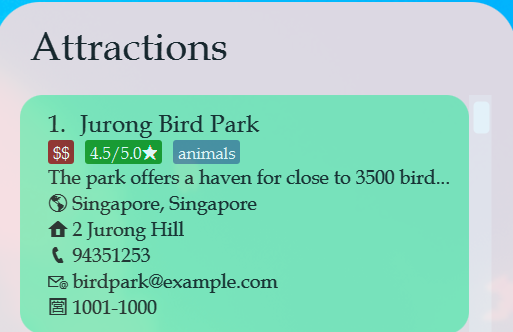 Attractions
1. Jurong Bird Park
$$ 4.5/5.0★ animals
The park offers a haven for close to 3500 bird...
Singapore, Singapore
2 Jurong Hill
94351253
birdpark@example.com
1001-1000